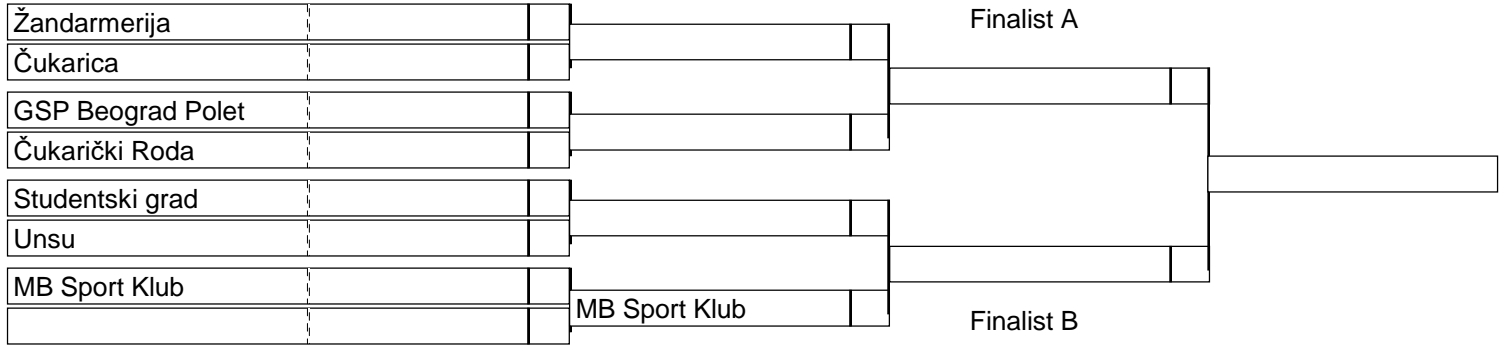 Žandarmerija
Čukarica
GSP Beograd Polet
Čukarički Roda
Studentski grad
Unsu
MB Sport Klub
MB Sport Klub
Finalist A
Finalist B